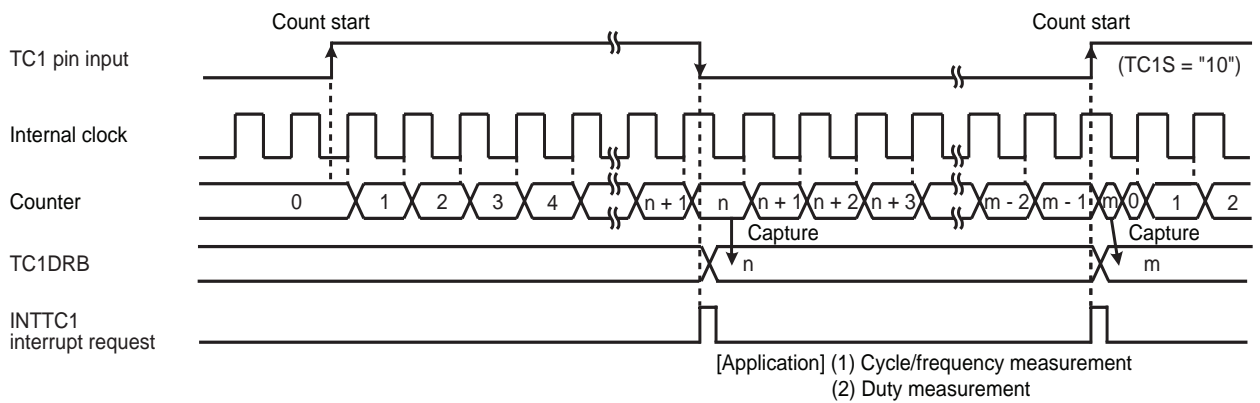 Count start Count start
TC1 pin input
(TC1S = "10")
Internal clock
Counter 0 1 2 3 4 n + 1 n n + 1 n + 2 n + 3 m - 2 m - 1 m 0 1 2
Capture Capture
TC1DRB n m
INTTC1
interrupt request
[Application] (1) Cycle/frequency measurement
(2) Duty measurement